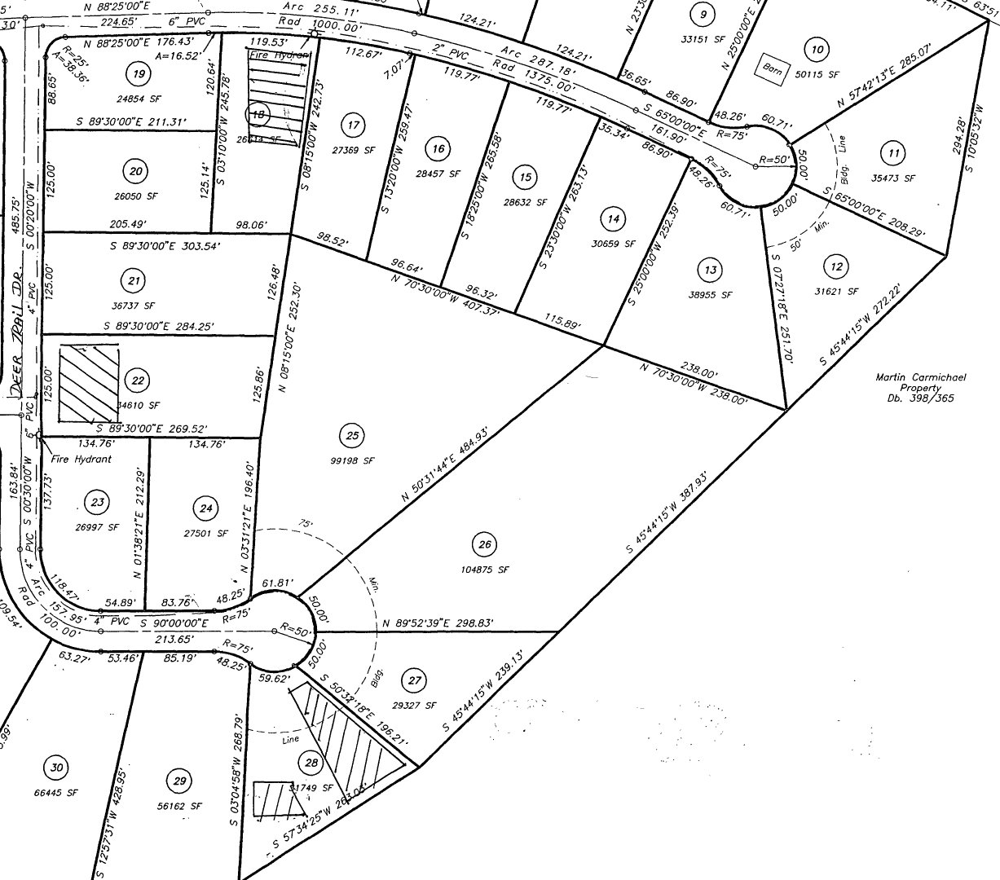 N 88°25'00"E
224.65'
6" PVC
Arc 255.11'
Rad 1000.00'
124.21'
N 88°25'00"E 176.43'
A=16.52'
R=25'
A=38.36'
119.53'
Fire Hydrant
112.67'
7.07'
2" PVC
119.77'
Arc 287.18'
Rad 1375.00'
124.21'
36.65'
86.90'
9
33151 SF
N 25°00'00"E
10
50115 SF
Barn
N 57°42'13"E 285.07'
88.65'
19
24854 SF
120.64'
S 89°30'00"E 211.31'
S 03°10'00"W 245.78'
18
26514 SF
S 08°15'00"W 242.73'
17
27369 SF
S 13°20'00"W 259.47'
16
28457 SF
S 18°25'00"W 265.58'
119.77'
15
28632 SF
S 23°30'00"W 263.13'
35.34'
S 65°00'00"E
161.90'
86.90'
48.26'
R=75'
60.71'
R=75'
48.26'
R=50'
50.00'
60.71'
50.00'
Bldg. Line
50' Min.
11
35473 SF
294.28'
S 10°05'32"W
S 65°00'00"E 208.29'
125.00'
20
26050 SF
125.14'
205.49'
98.06'
S 89°30'00"E 303.54'
485.75'
S 00°20'00"W
DEER TRAIL DR.
4" PVC
125.00'
21
36737 SF
126.48'
N 08°15'00"E 252.30'
98.52'
96.64'
N 70°30'00"W 407.37'
96.32'
115.89'
14
30659 SF
S 25°00'00"W 252.39'
13
38955 SF
S 07°27'18"E 251.70'
12
31621 SF
S 45°44'15"W 272.22'
238.00'
N 70°30'00"W 238.00'
Martin Carmichael
Property
Db. 398/365
S 89°30'00"E 284.25'
125.00'
22
34610 SF
125.86'
6" PVC
S 89°30'00"E 269.52'
134.76'
134.76'
Fire Hydrant
25
99198 SF
N 50°31'44"E 484.93'
163.84'
S 00°30'00"W
137.73'
4" PVC
23
26997 SF
N 01°38'21"E 212.29'
24
27501 SF
N 03°31'21"E 196.40'
75'
Min.
26
104875 SF
S 45°44'15"W 387.93'
118.47'
Arc 157.95'
Rad 100.00'
109.54'
54.89'
83.76'
48.25'
61.81'
4" PVC
S 90°00'00"E
R=75'
213.65'
R=50'
50.00'
N 89°52'39"E 298.83'
63.27'
53.46'
85.19'
R=75'
48.25'
59.62'
50.00'
Bldg.
Line
27
29327 SF
S 45°44'15"W 239.13'
196.21'
30
66445 SF
S 12°57'31"W 428.95'
29
56162 SF
S 03°04'58"W 268.79'
28
31749 SF
S 57°34'25"W 263.03'